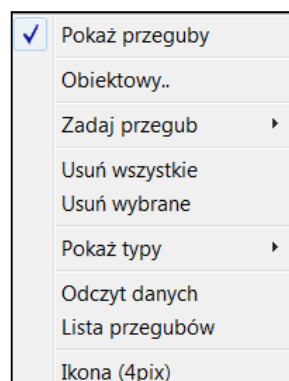 Pokaż przeguby
Obiektowy..
Zadaj przegub
Usuń wszystkie
Usuń wybrane
Pokaż typy
Odczyt danych
Lista przegubów
Ikona (4pix)